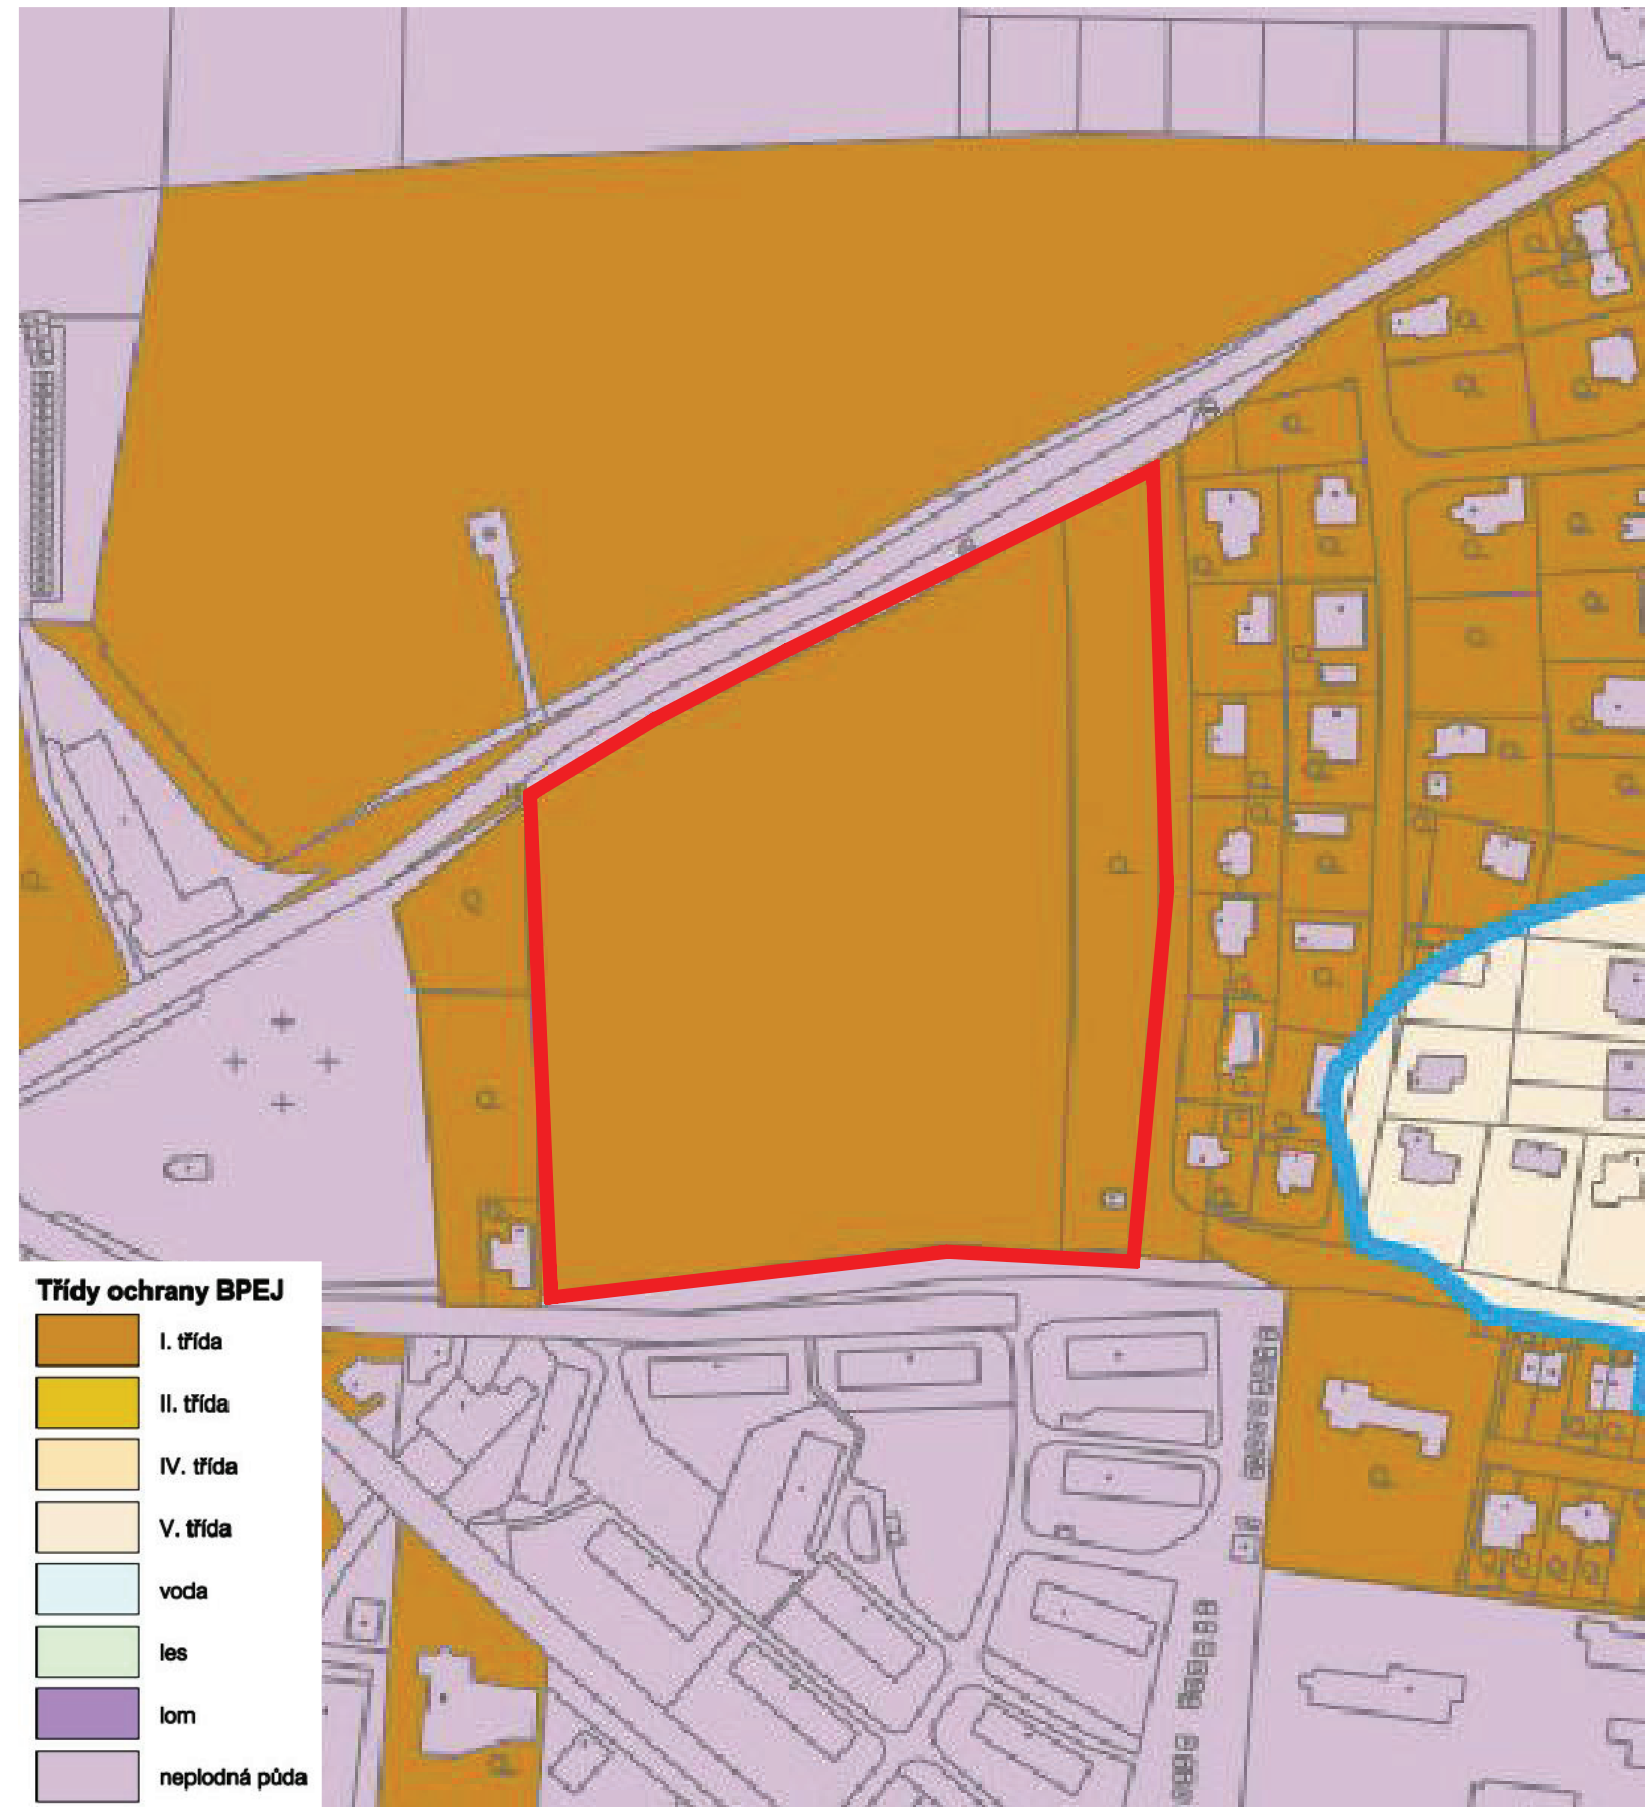 Třídy ochrany BPEJ
I. třída
II. třída
IV. třída
V. třída
voda
les
lom
neplodná půda